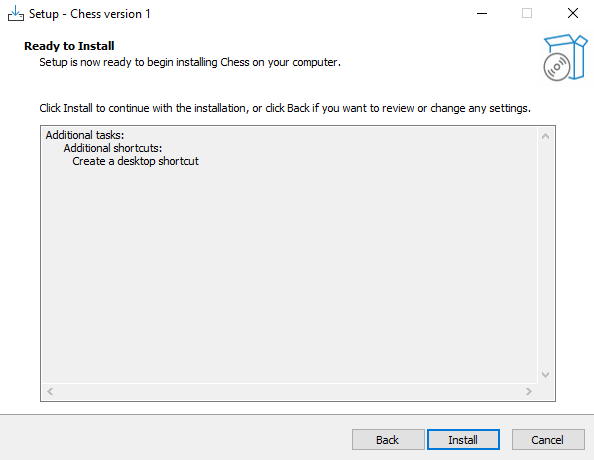 Setup - Chess version 1
Ready to Install
Setup is now ready to begin installing Chess on your computer.
Click Install to continue with the installation, or click Back if you want to review or change any settings.
Additional tasks:
Additional shortcuts:
Create a desktop shortcut
Back
Install
Cancel